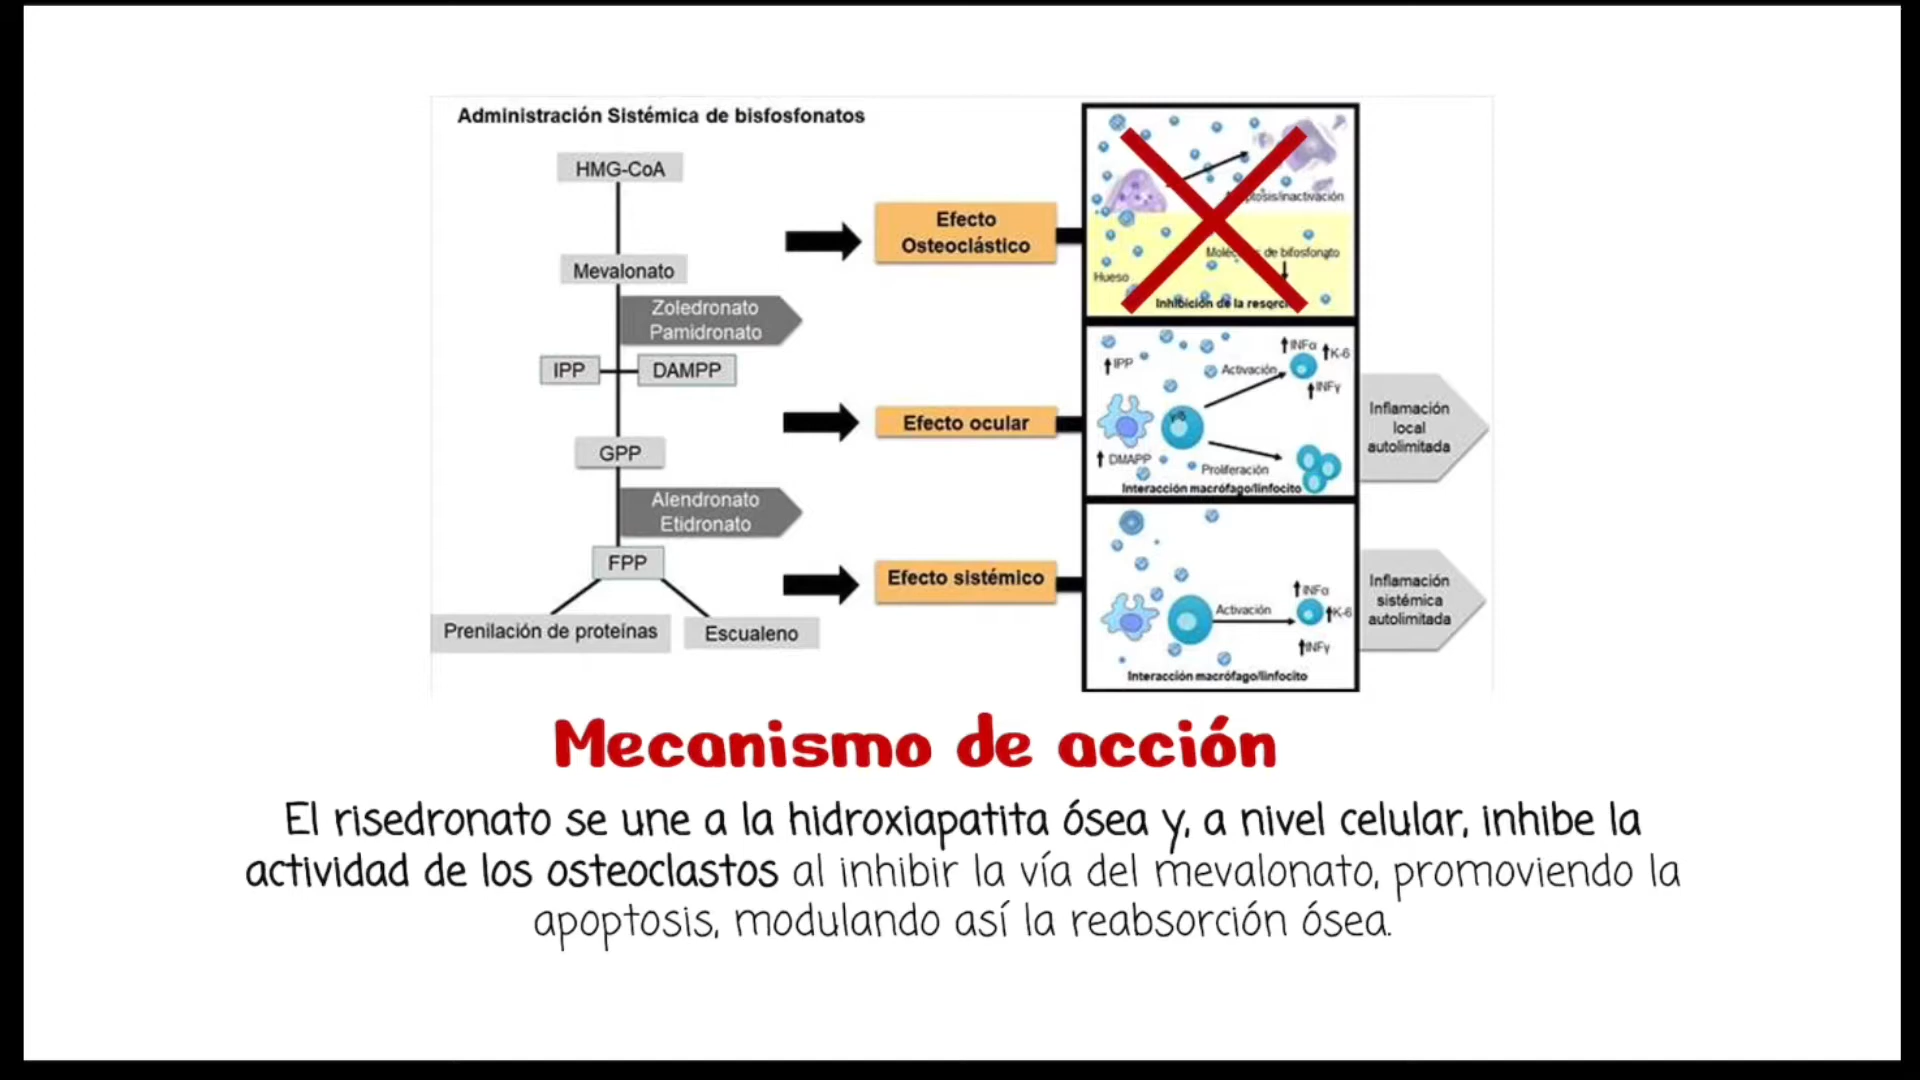 Administración Sistémica de bisfosfonatos
HMG-CoA
Mevalonato
Zoledronato
Pamidronato
IPP
DAMPP
GPP
Alendronato
Etidronato
FPP
Prenilación de proteínas
Escualeno
Efecto
Osteoclástico
Efecto ocular
Efecto sistémico
Hueso
de bifosfonato
Inhibición de la
↑IPP
↑ DMAPP
γδ
Activación
Proliferación
↑INFα
↑K-6
↑INFγ
Interacción macrófago/linfocito
Inflamación
local
autolimitada
Activación
↑INFα
↑K-6
↑INFγ
Interacción macrófago/linfocito
Inflamación
sistémica
autolimitada
Mecanismo de acción
El risedronato se une a la hidroxiapatita ósea y, a nivel celular, inhibe la
actividad de los osteoclastos al inhibir la vía del mevalonato, promoviendo la
apoptosis, modulando así la reabsorción ósea.